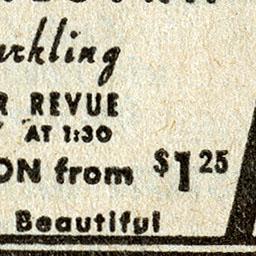 rkling
R REVUE
AT 1:30
ON from $1.25
Beautiful